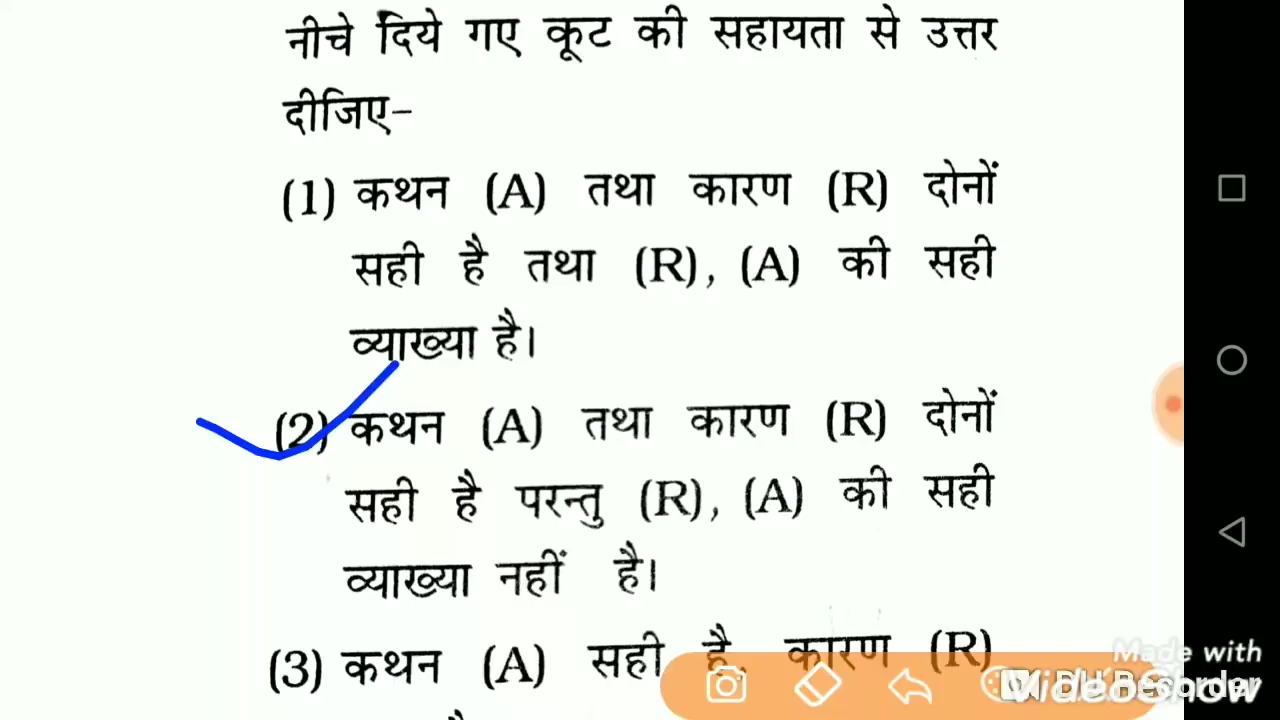 नीचे दिये गए कूट की सहायता से उत्तर
दीजिए–
(1) कथन (A) तथा कारण (R) दोनों
सही है तथा (R), (A) की सही
व्याख्या है।
(2) कथन (A) तथा कारण (R) दोनों
सही है परन्तु (R), (A) की सही
व्याख्या नहीं है।
(3) कथन (A) सही है, कारण (R)
Made with